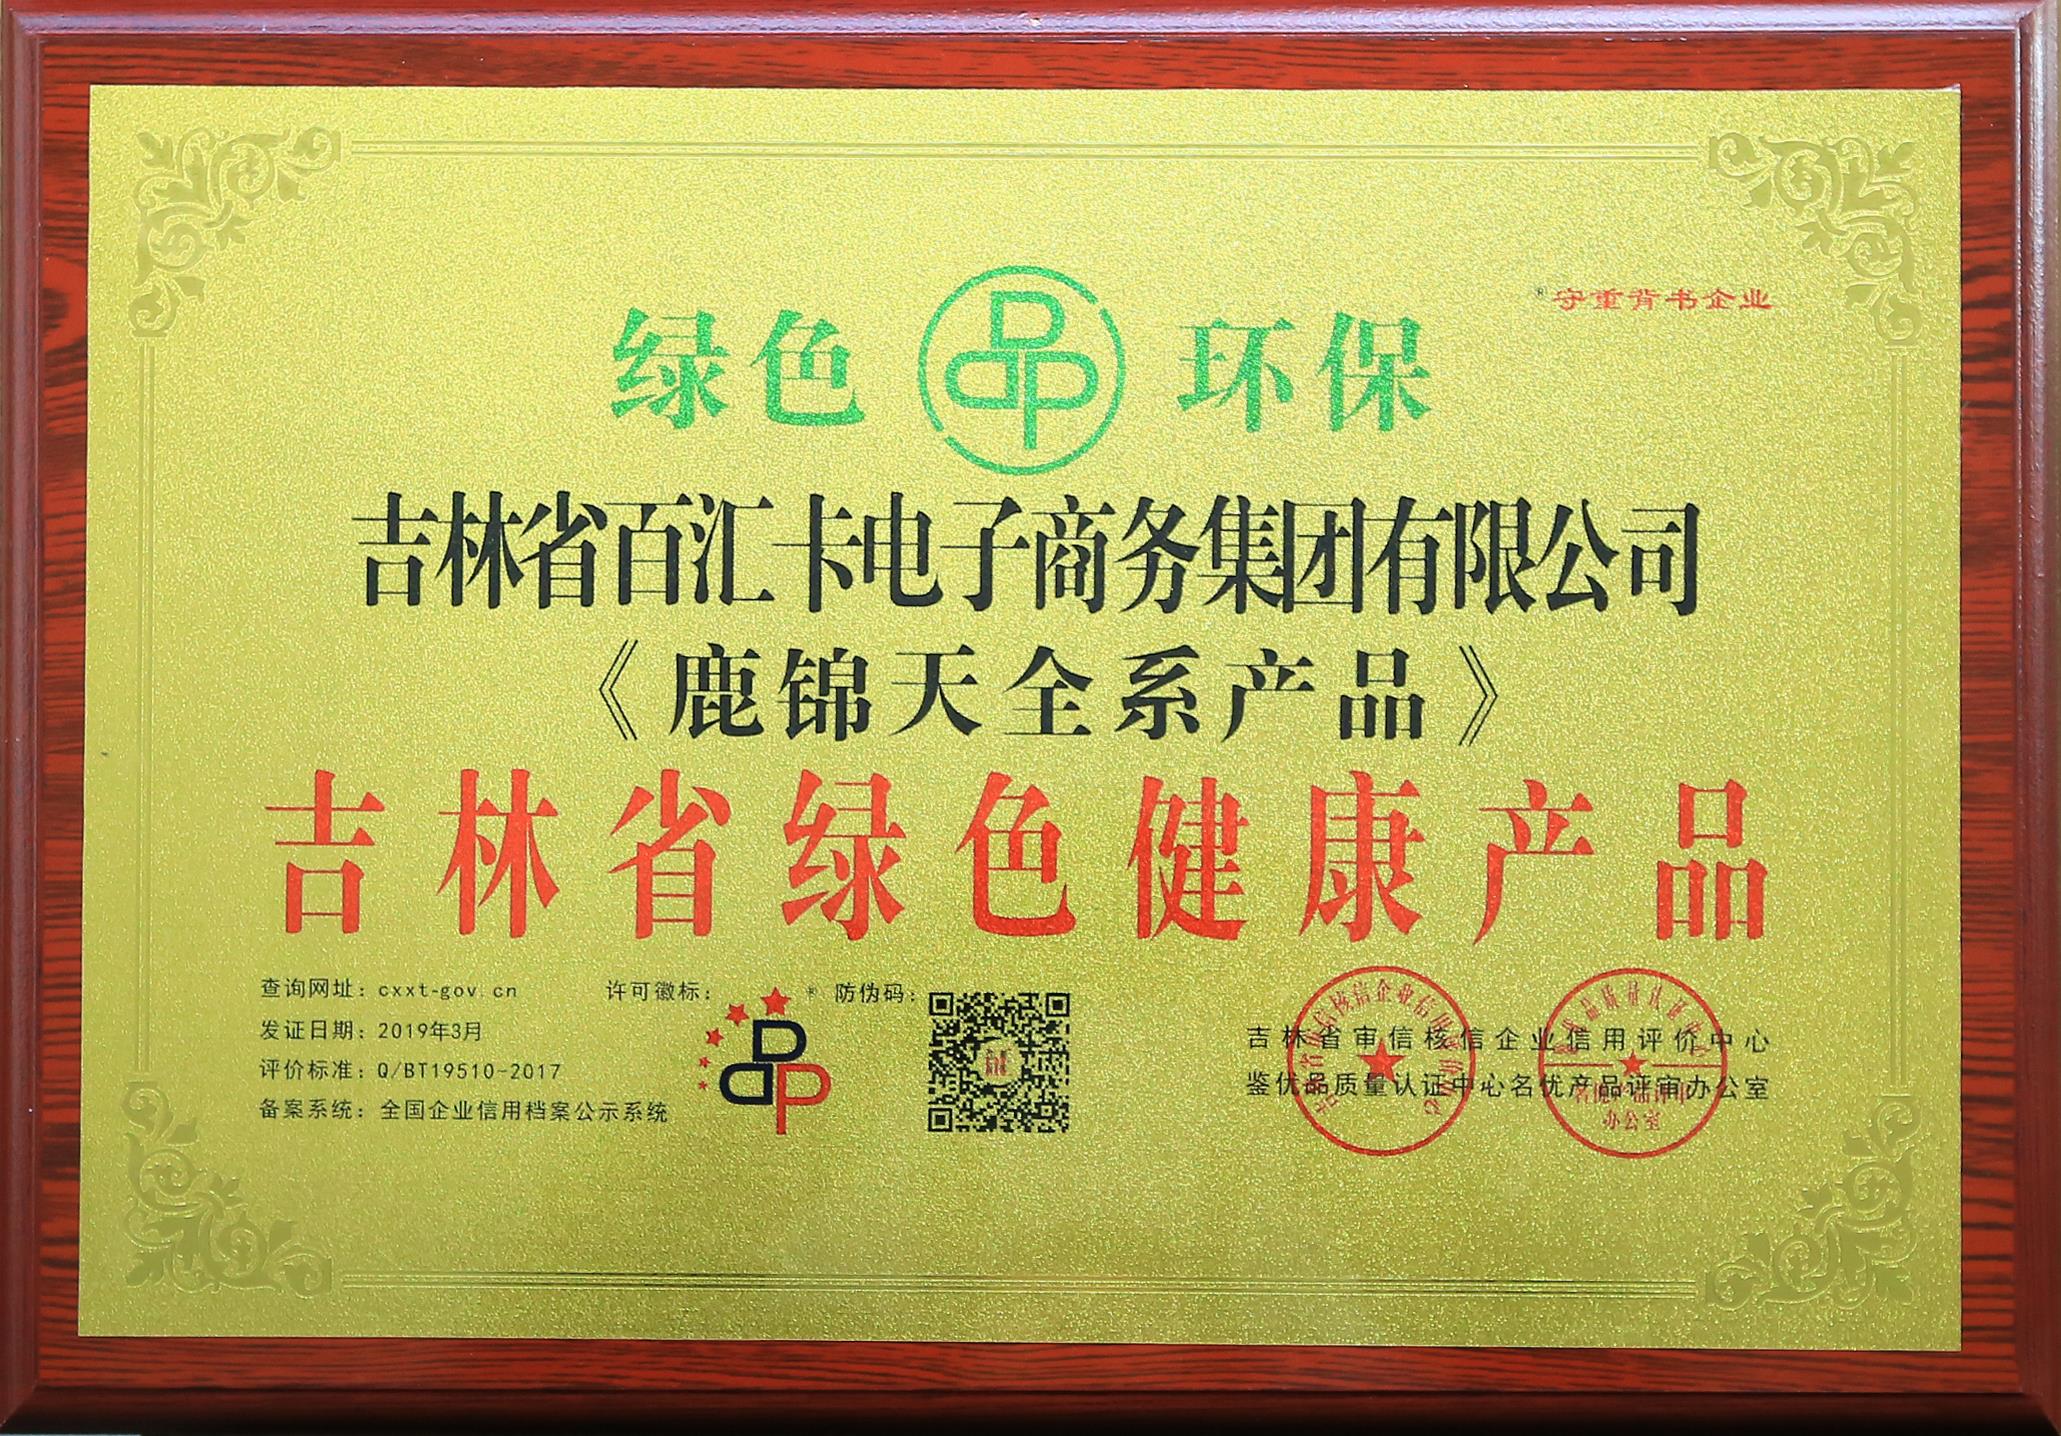 ®守重背书企业
绿色 环保
吉林省百汇卡电子商务集团有限公司
《鹿锦天全系产品》
吉林省绿色健康产品
查询网址：cxxt-gov.cn
发证日期：2019年3月
评价标准：Q/BT19510-2017
备案系统：全国企业信用档案公示系统
许可徽标：
® 防伪码：
吉林省审信核信企业信用评价中心
鉴优品质量认证中心名优产品评审办公室
办公室